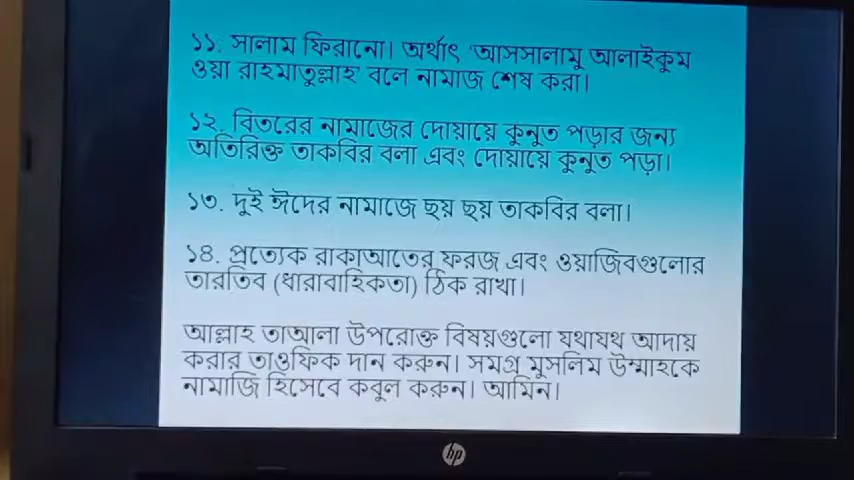 ১১. সালাম ফিরানো। অর্থাৎ 'আসসালামু আলাইকুম
ওয়া রাহমাতুল্লাহ' বলে নামাজ শেষ করা।
১২. বিতরের নামাজের দোয়ায়ে কুনুত পড়ার জন্য
অতিরিক্ত তাকবির বলা এবং দোয়ায়ে কুনুত পড়া।
১৩. দুই ঈদের নামাজে ছয় ছয় তাকবির বলা।
১৪. প্রত্যেক রাকাআতের ফরজ এবং ওয়াজিবগুলোর
তারতিব (ধারাবাহিকতা) ঠিক রাখা।
আল্লাহ তাআলা উপরোক্ত বিষয়গুলো যথাযথ আদায়
করার তাওফিক দান করুন। সমগ্র মুসলিম উম্মাহকে
নামাজি হিসেবে কবুল করুন। আমিন।
hp